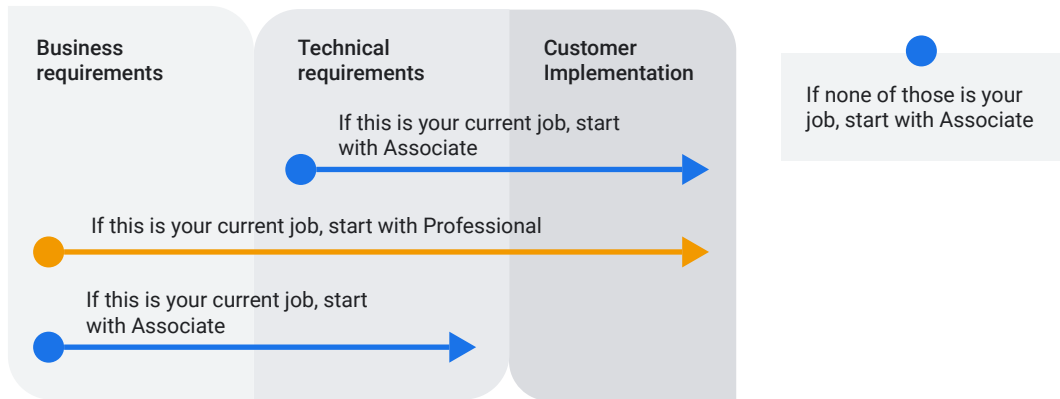 Business
requirements
Technical
requirements
Customer
Implementation
If none of those is your
job, start with Associate
If this is your current job, start
with Associate
If this is your current job, start with Professional
If this is your current job, start
with Associate